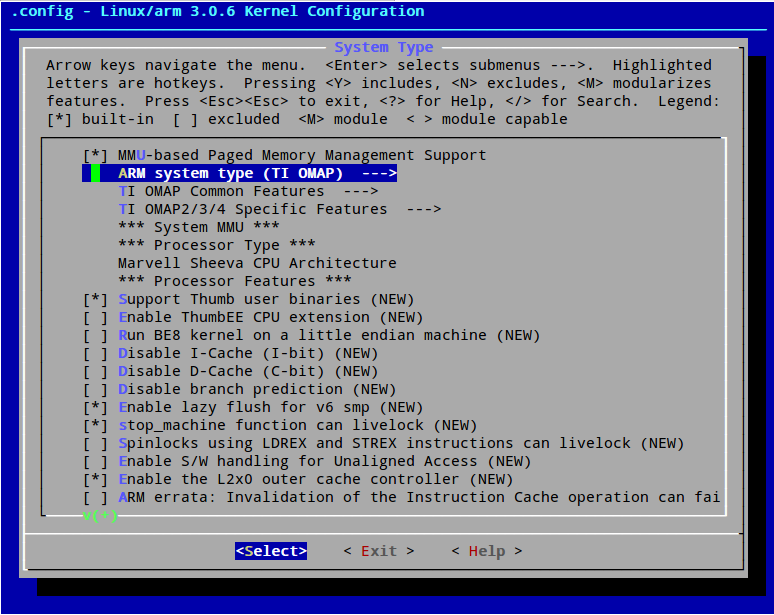 .config - Linux/arm 3.0.6 Kernel Configuration
System Type
Arrow keys navigate the menu.  <Enter> selects submenus --->.  Highlighted
letters are hotkeys.  Pressing <Y> includes, <N> excludes, <M> modularizes
features.  Press <Esc><Esc> to exit, <?> for Help, </> for Search.  Legend:
[*] built-in  [ ] excluded  <M> module  < > module capable
[*] MMU-based Paged Memory Management Support
ARM system type (TI OMAP)  --->
TI OMAP Common Features  --->
TI OMAP2/3/4 Specific Features  --->
*** System MMU ***
*** Processor Type ***
Marvell Sheeva CPU Architecture
*** Processor Features ***
[*] Support Thumb user binaries (NEW)
[ ] Enable ThumbEE CPU extension (NEW)
[ ] Run BE8 kernel on a little endian machine (NEW)
[ ] Disable I-Cache (I-bit) (NEW)
[ ] Disable D-Cache (C-bit) (NEW)
[ ] Disable branch prediction (NEW)
[*] Enable lazy flush for v6 smp (NEW)
[*] stop_machine function can livelock (NEW)
[ ] Spinlocks using LDREX and STREX instructions can livelock (NEW)
[ ] Enable S/W handling for Unaligned Access (NEW)
[*] Enable the L2x0 outer cache controller (NEW)
[ ] ARM errata: Invalidation of the Instruction Cache operation can fai
v(+)
<Select>    < Exit >    < Help >